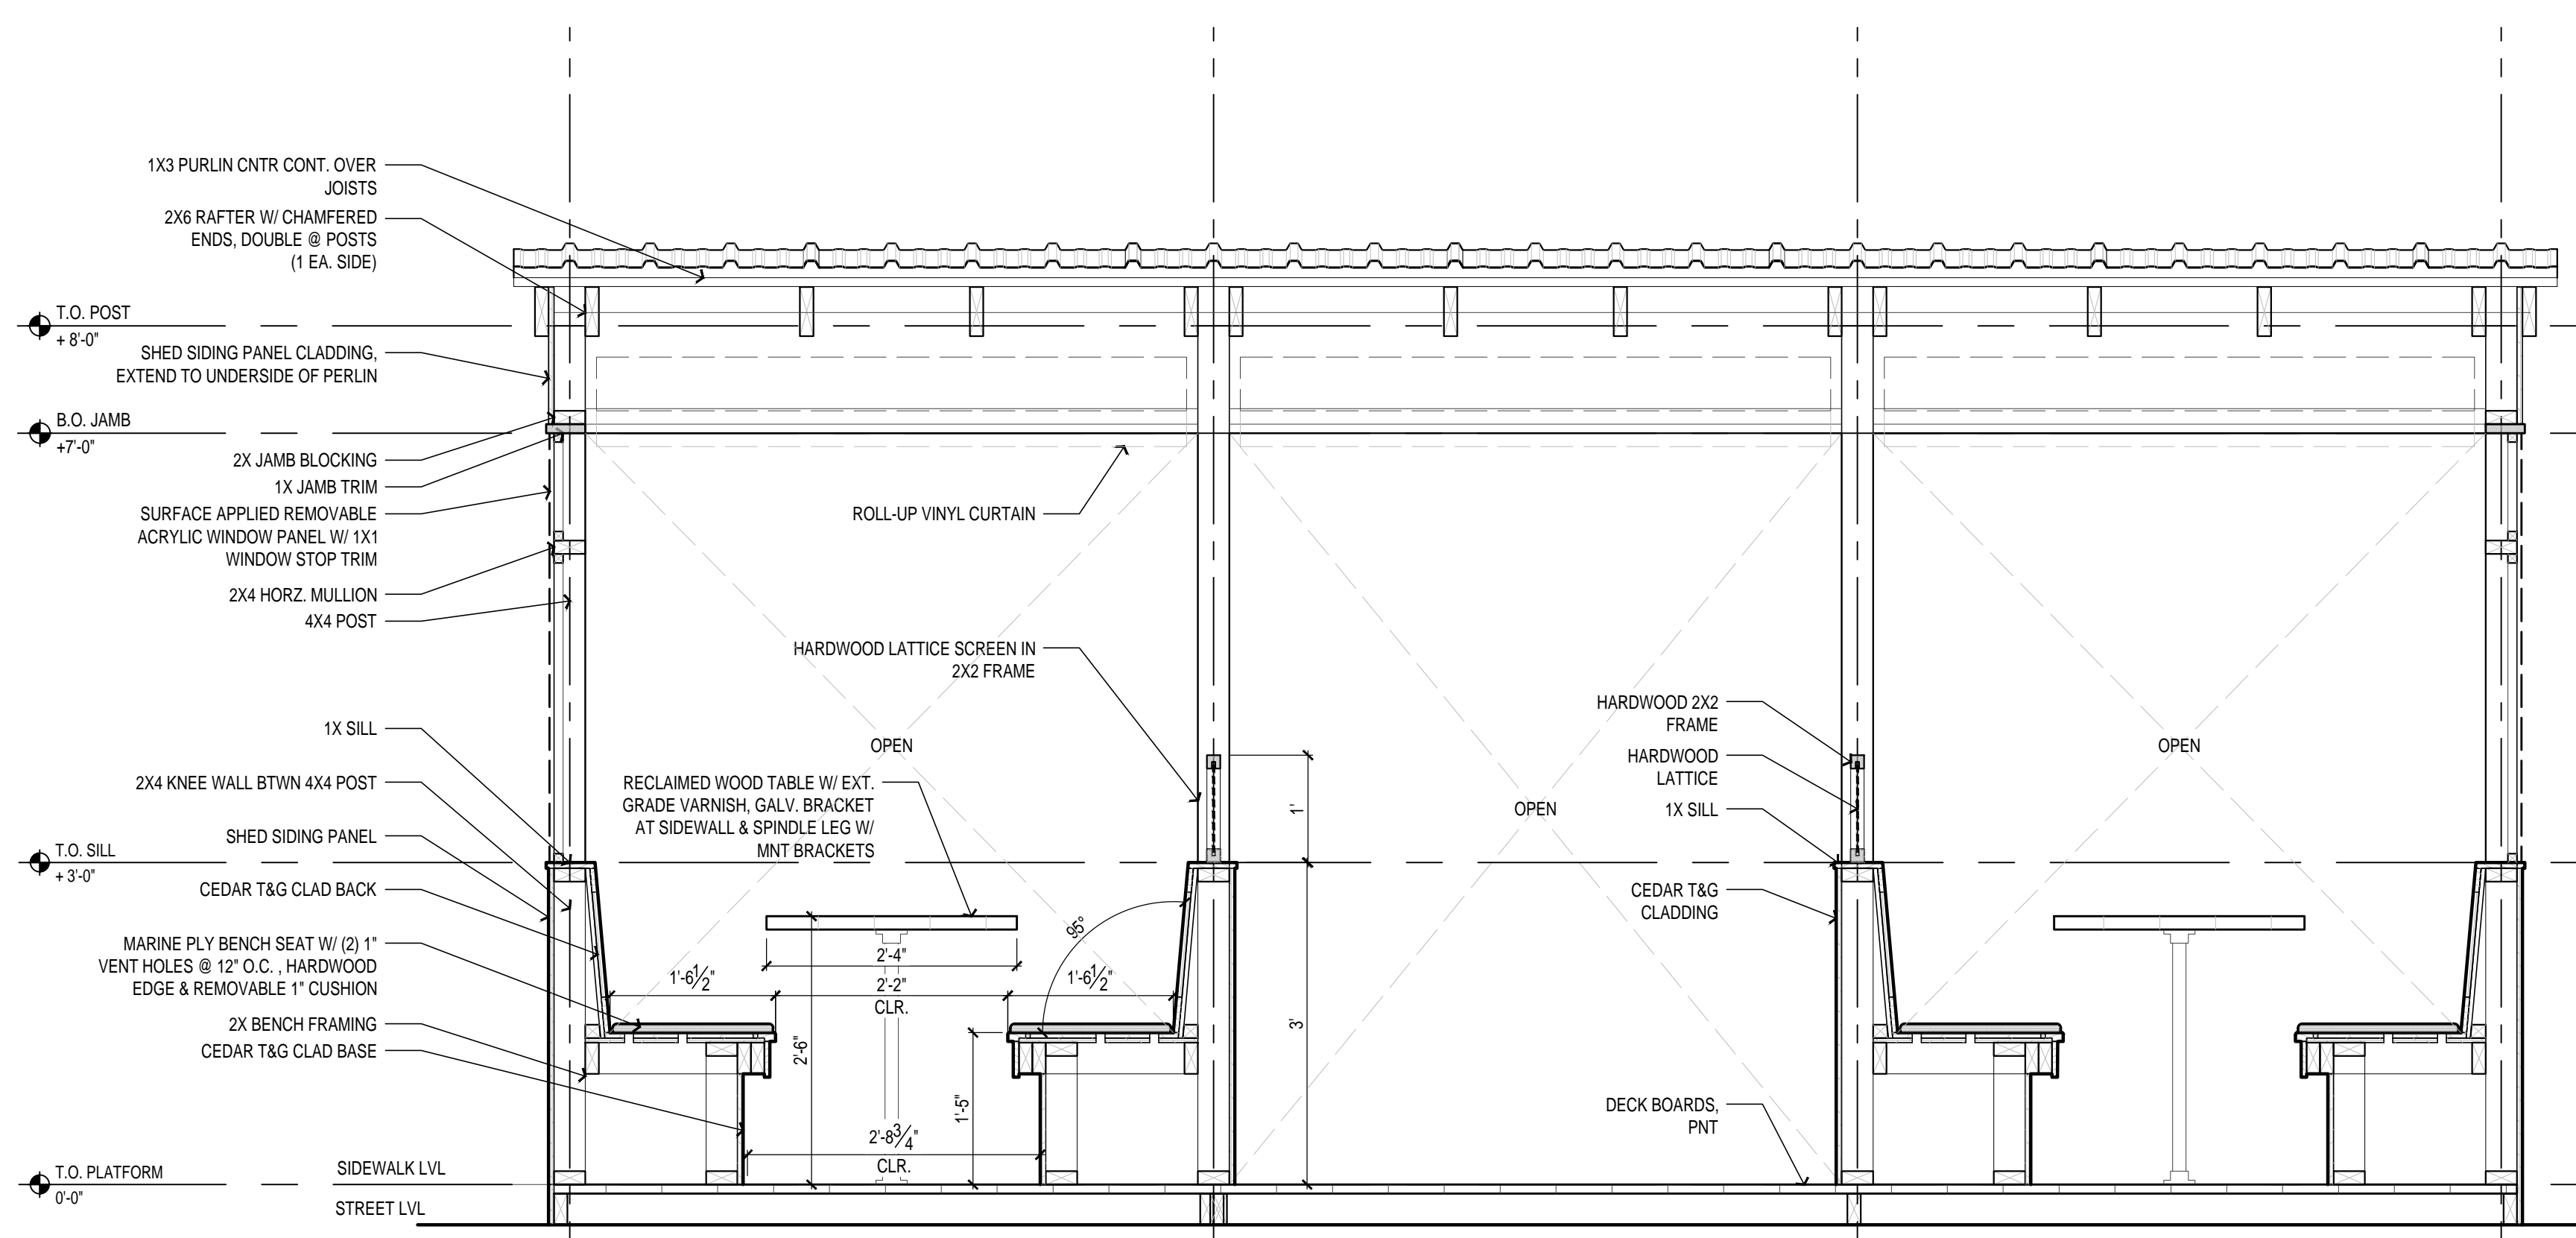 1X3 PURLIN CNTR CONT. OVER
JOISTS
2X6 RAFTER W/ CHAMFERED
ENDS, DOUBLE @ POSTS
(1 EA. SIDE)
T.O. POST
+ 8'-0"
SHED SIDING PANEL CLADDING,
EXTEND TO UNDERSIDE OF PERLIN
B.O. JAMB
+7'-0"
2X JAMB BLOCKING
1X JAMB TRIM
SURFACE APPLIED REMOVABLE
ACRYLIC WINDOW PANEL W/ 1X1
WINDOW STOP TRIM
2X4 HORZ. MULLION
4X4 POST
1X SILL
2X4 KNEE WALL BTWN 4X4 POST
SHED SIDING PANEL
T.O. SILL
+ 3'-0"
CEDAR T&G CLAD BACK
MARINE PLY BENCH SEAT W/ (2) 1"
VENT HOLES @ 12" O.C. , HARDWOOD
EDGE & REMOVABLE 1" CUSHION
2X BENCH FRAMING
CEDAR T&G CLAD BASE
T.O. PLATFORM
0'-0"
SIDEWALK LVL
STREET LVL
ROLL-UP VINYL CURTAIN
HARDWOOD LATTICE SCREEN IN
2X2 FRAME
OPEN
RECLAIMED WOOD TABLE W/ EXT.
GRADE VARNISH, GALV. BRACKET
AT SIDEWALL & SPINDLE LEG W/
MNT BRACKETS
95°
2'-4"
1'-6 1/2"
2'-2"
CLR.
1'-6 1/2"
2'-6"
1'-5"
2'-8 3/4"
CLR.
1'
3'
OPEN
HARDWOOD 2X2
FRAME
HARDWOOD
LATTICE
1X SILL
CEDAR T&G
CLADDING
DECK BOARDS,
PNT
OPEN